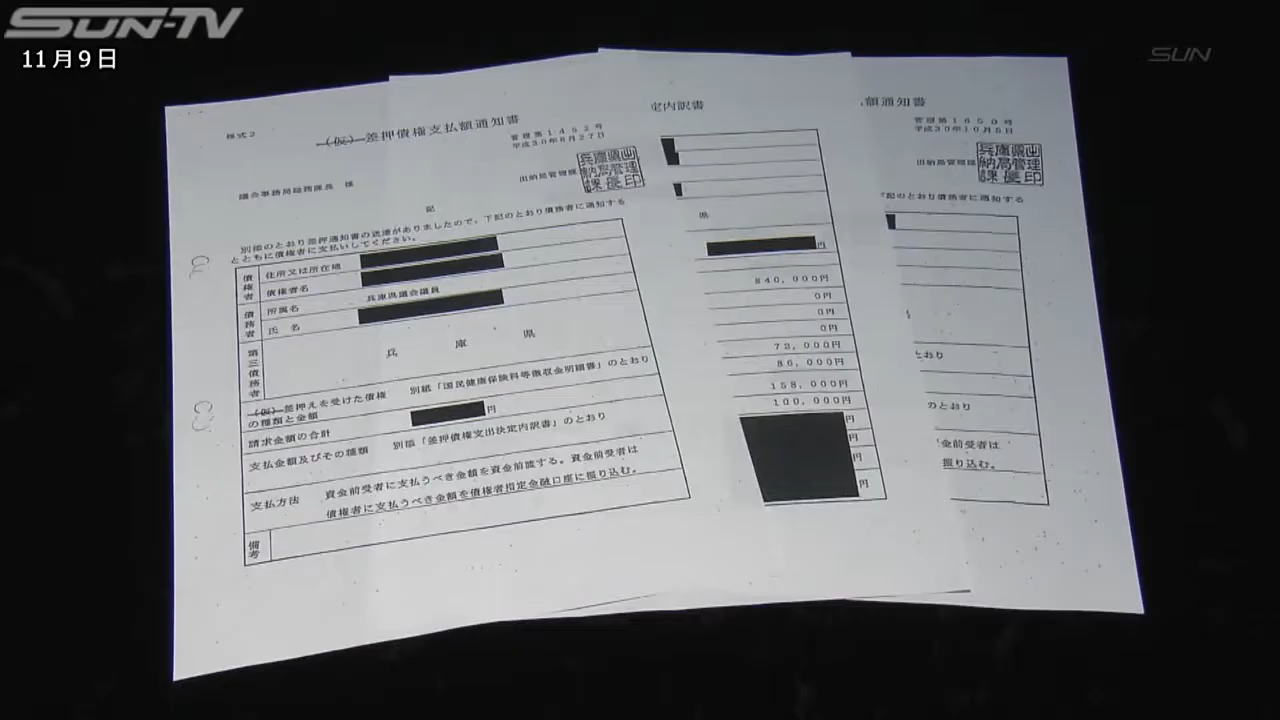 SUN-TV
11月9日
SUN
様式2
(仮)差押債権支払額通知書
管理第1452号
平成30年8月27日
議会事務局総務課長 様
出納局管理課
兵庫県出納局管理課長印
記
別添のとおり差押通知書の送達がありましたので、下記のとおり債務者に通知する
とともに債権者に支払いしてください。
債権者
住所又は所在地
債権者名
債務者
所属名
兵庫県議会議員
氏 名
第三債務者
兵 庫 県
(仮)差押えを受けた債権
の種類と金額
別紙「国民健康保険料等徴収金明細書」のとおり
請求金額の合計
円
支払金額及びその種類
別添「差押債権支出決定内訳書」のとおり
支払方法
資金前受者に支払うべき金額を資金前渡する。資金前受者は
債権者に支払うべき金額を債権者指定金融口座に振り込む。
備考
定内訳書
県
円
840,000円
0円
0円
0円
72,000円
86,000円
158,000円
100,000円
円
円
円
円
額通知書
管理第1650号
平成30年10月5日
出納局管理課
兵庫県出納局管理課長印
下記のとおり債務者に通知する
とおり
のとおり
金前受者は
振り込む。